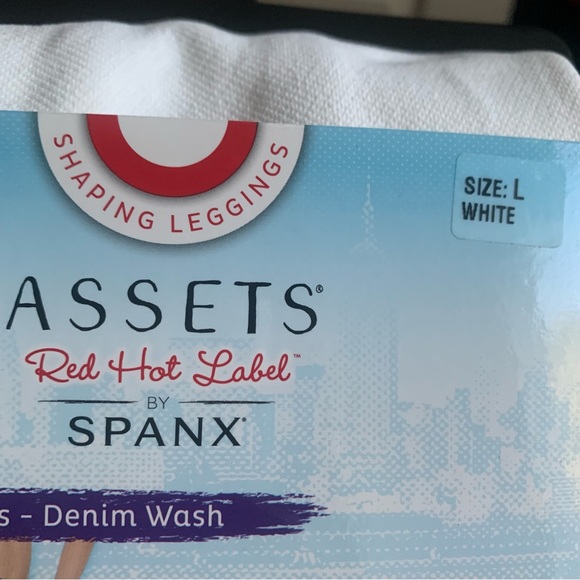 SHAPING LEGGINGS
SIZE: L
WHITE
ASSETS®
Red Hot Label™
BY
SPANX®
s - Denim Wash